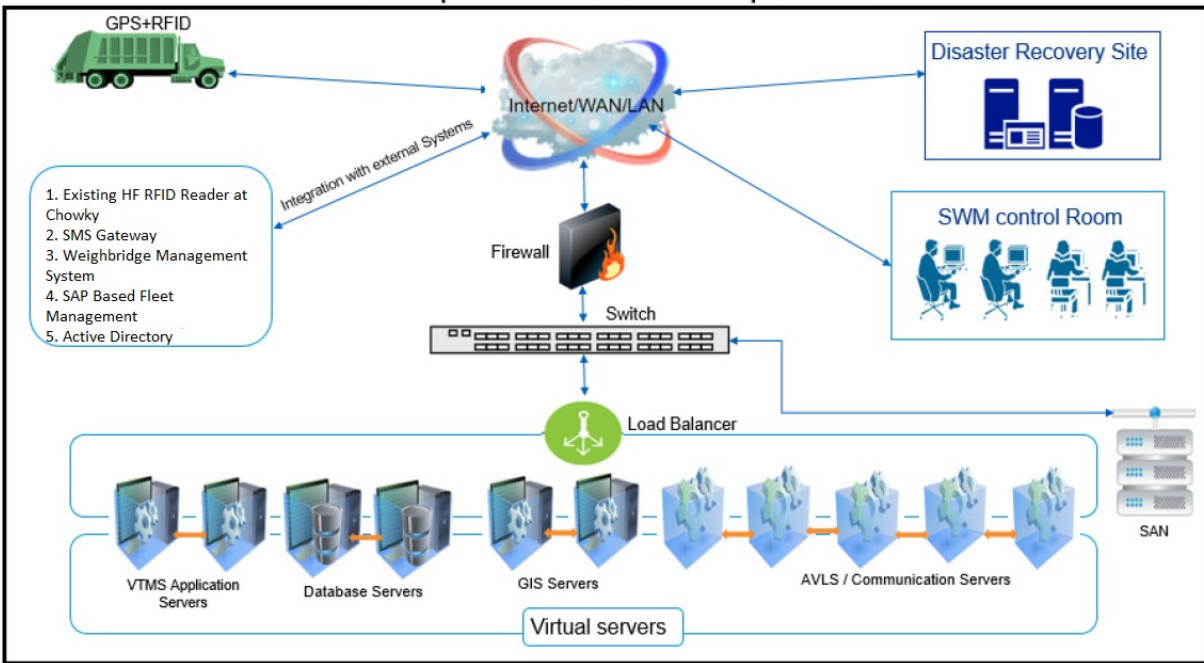 GPS+RFID
Internet/WAN/LAN
Disaster Recovery Site
Integration with external Systems
1. Existing HF RFID Reader at
Chowky
2. SMS Gateway
3. Weighbridge Management
System
4. SAP Based Fleet
Management
5. Active Directory
SWM control Room
Firewall
Switch
Load Balancer
SAN
VTMS Application
Servers
Database Servers
GIS Servers
AVLS / Communication Servers
Virtual servers